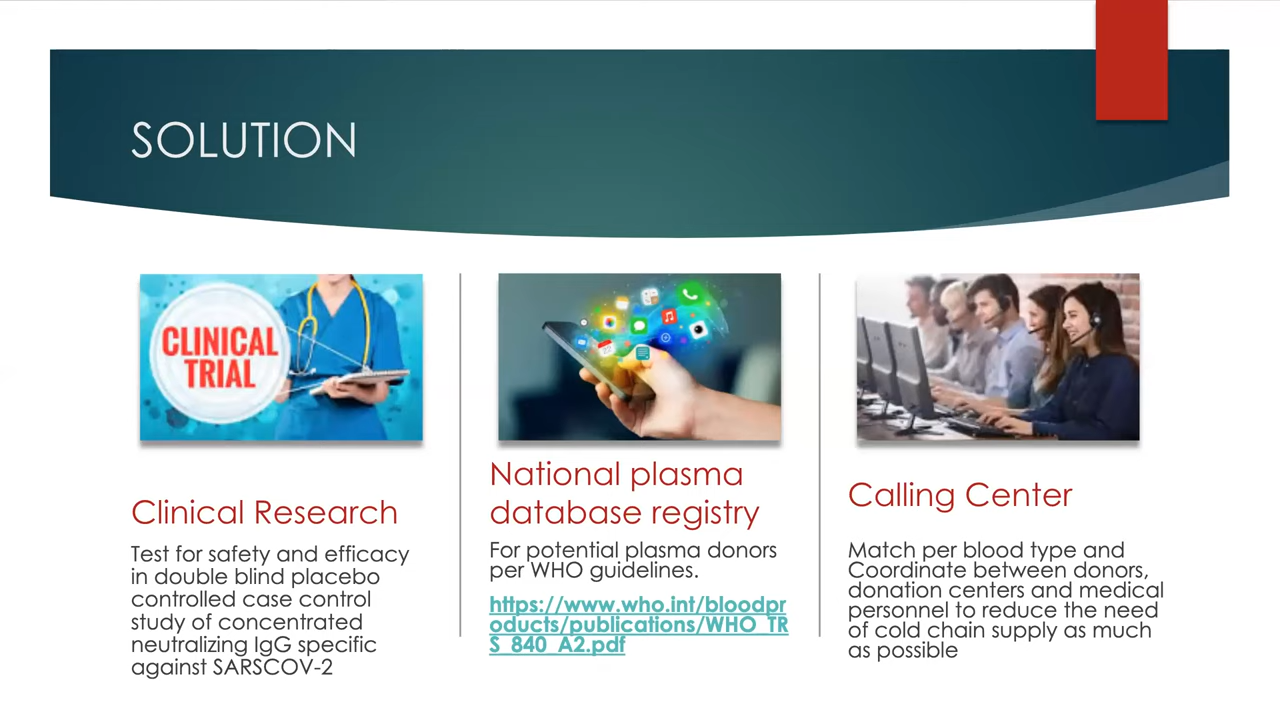 SOLUTION
CLINICAL
TRIAL
Clinical Research
Test for safety and efficacy
in double blind placebo
controlled case control
study of concentrated
neutralizing IgG specific
against SARSCOV-2
National plasma
database registry
For potential plasma donors
per WHO guidelines.
https://www.who.int/bloodpr
oducts/publications/WHO_TR
S_840_A2.pdf
Calling Center
Match per blood type and
Coordinate between donors,
donation centers and medical
personnel to reduce the need
of cold chain supply as much
as possible